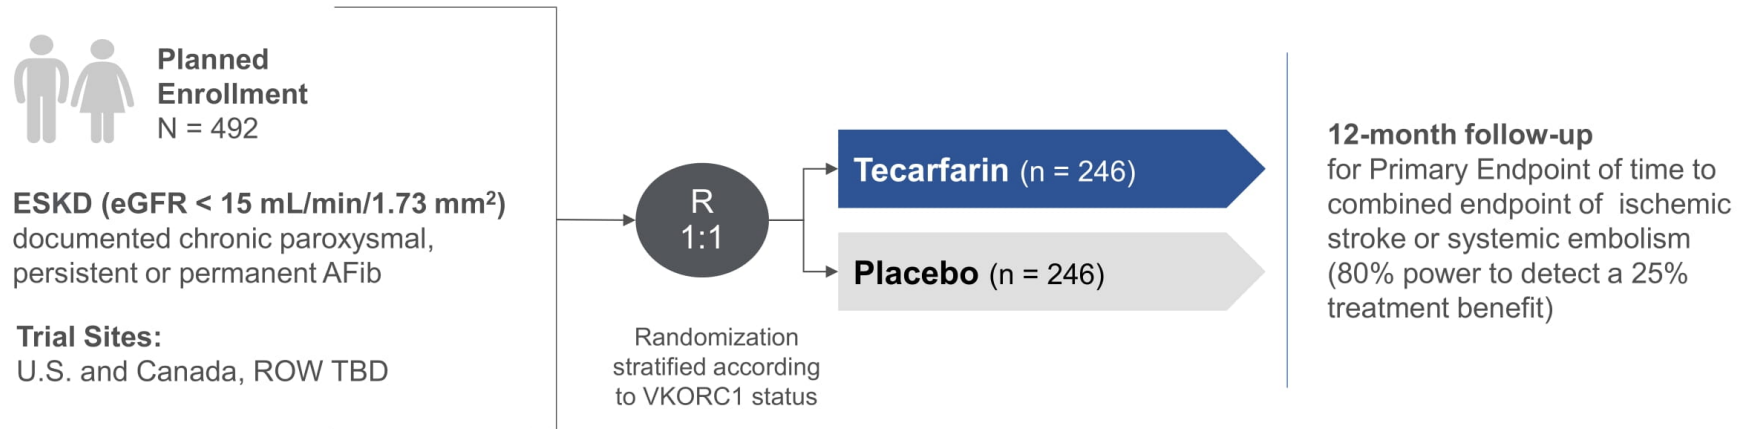 Planned
Enrollment
N = 492
ESKD (eGFR < 15 mL/min/1.73 mm²)
documented chronic paroxysmal,
persistent or permanent AFib
Trial Sites:
U.S. and Canada, ROW TBD
R
1:1
Randomization
stratified according
to VKORC1 status
Tecarfarin (n = 246)
Placebo (n = 246)
12-month follow-up
for Primary Endpoint of time to
combined endpoint of ischemic
stroke or systemic embolism
(80% power to detect a 25%
treatment benefit)